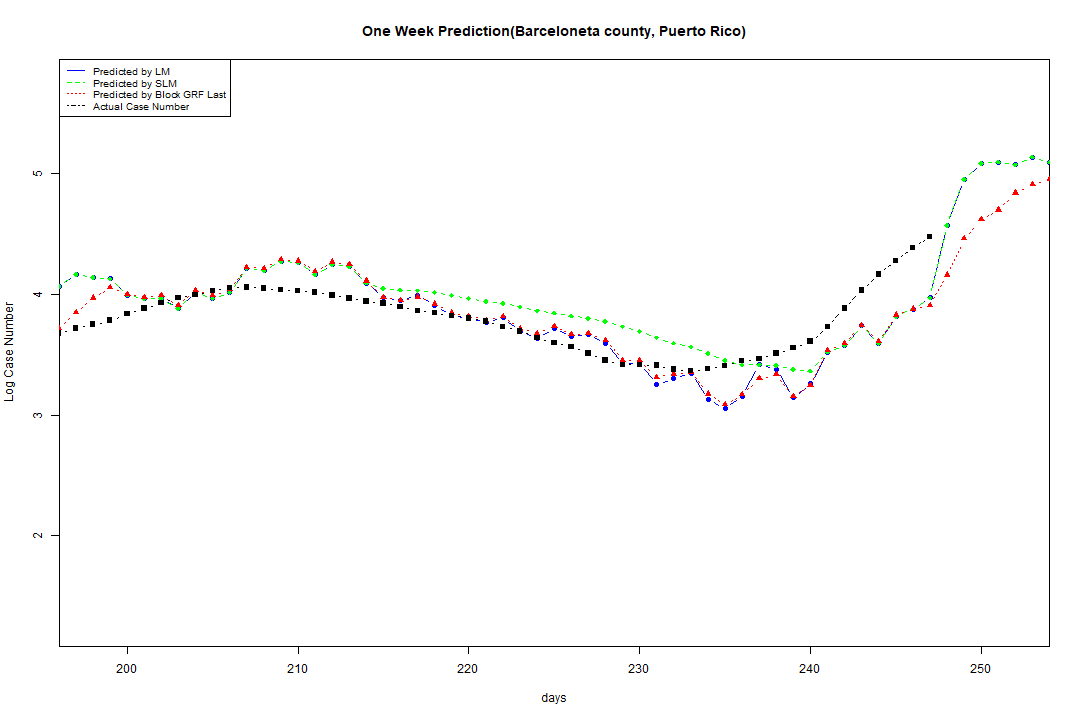 One Week Prediction(Barceloneta county, Puerto Rico)
Predicted by LM
Predicted by SLM
Predicted by Block GRF Last
Actual Case Number
5
4
3
2
Log Case Number
200 210 220 230 240 250
days